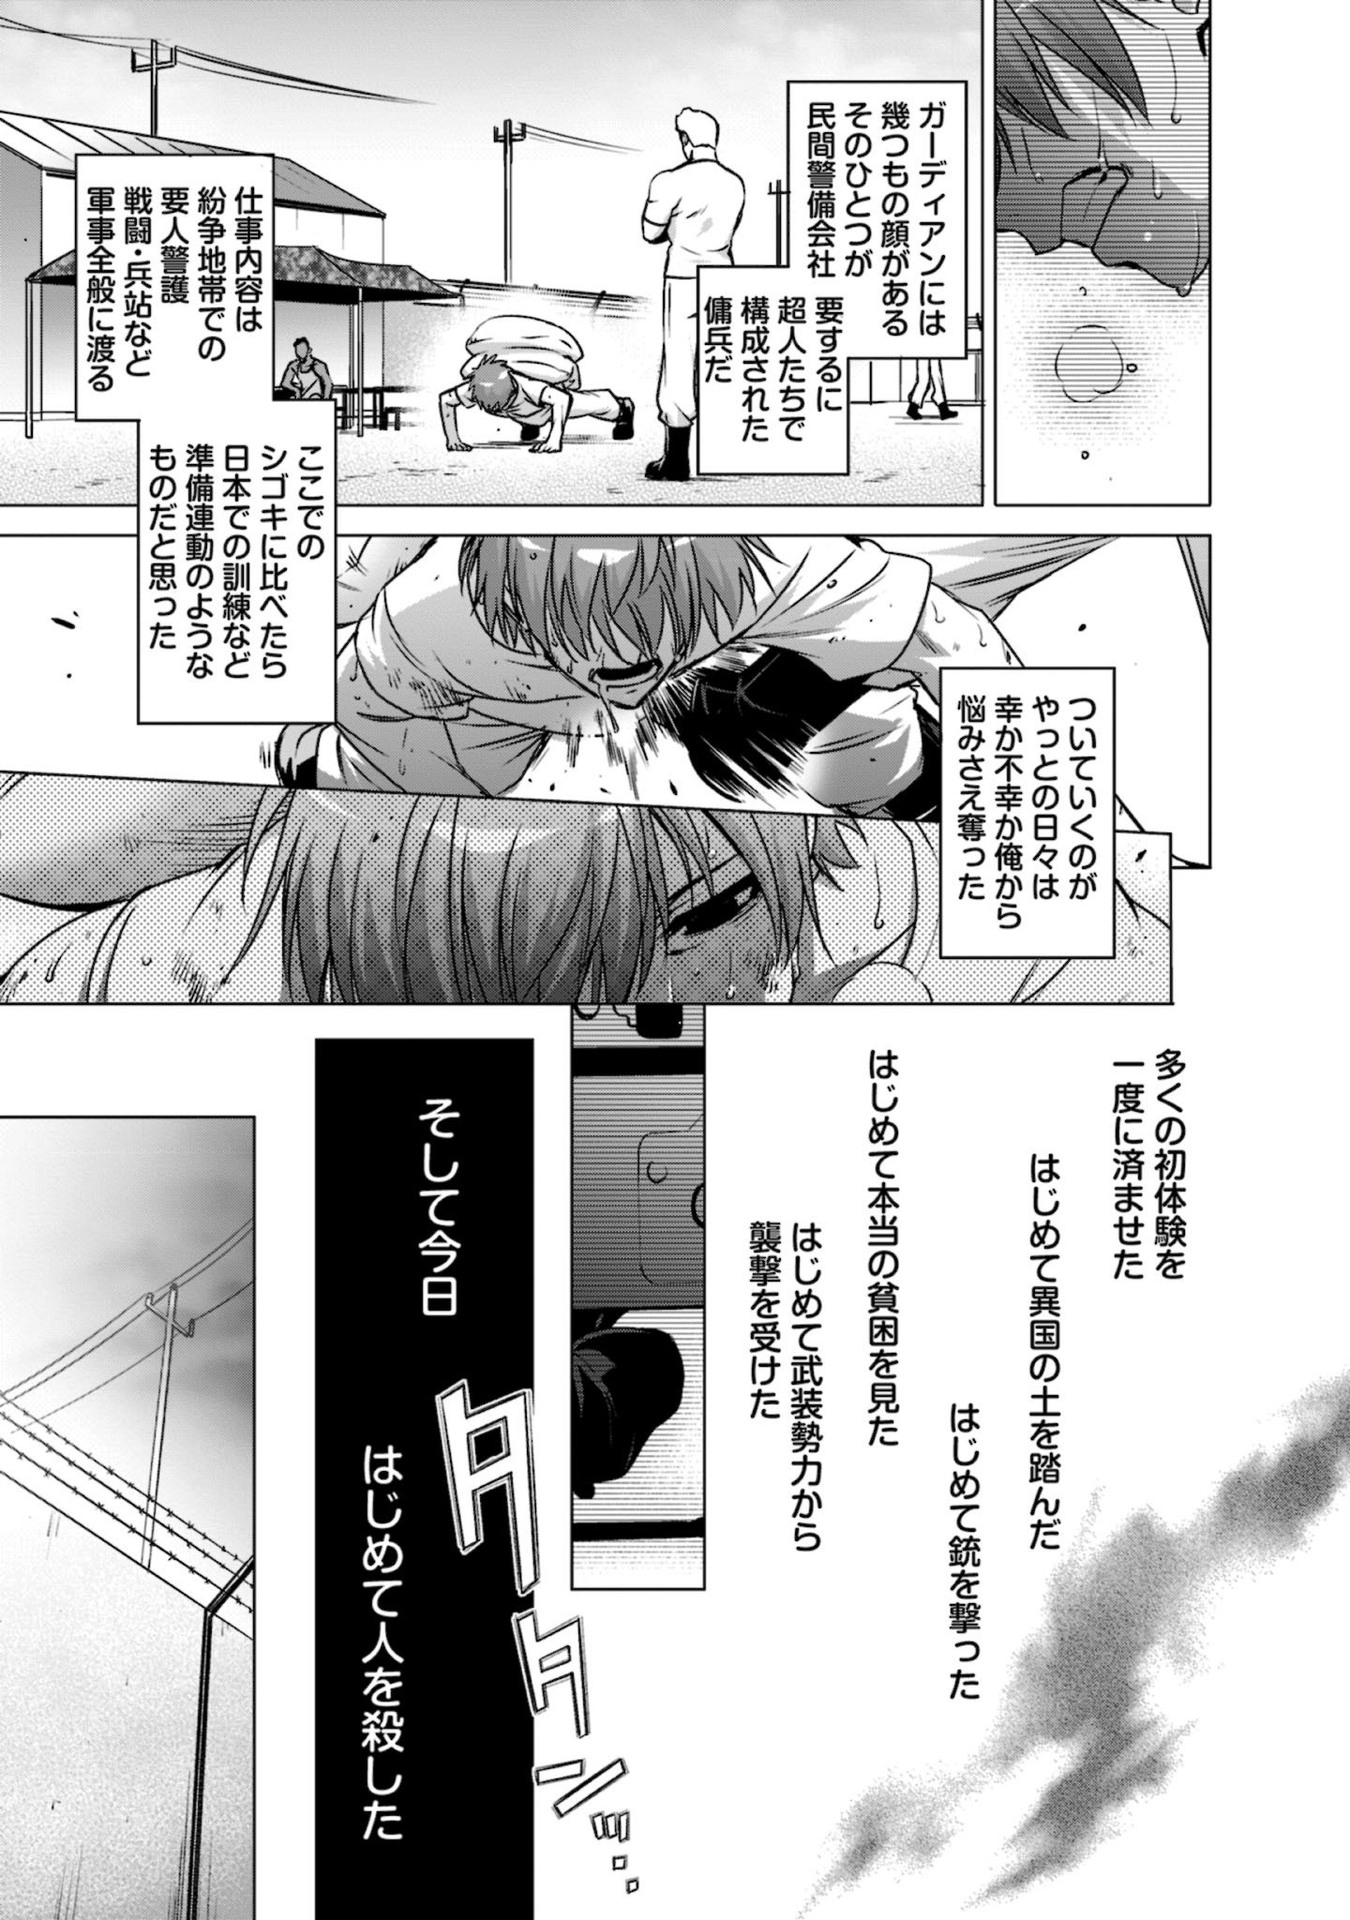 ガーディアンには
幾つもの顔がある
そのひとつが
民間警備会社
要するに
超人たちで
構成された
傭兵だ
仕事内容は
紛争地帯での
要人警護
戦闘・兵站など
軍事全般に渡る
ここでの
シゴキに比べたら
日本での訓練など
準備運動のような
ものだと思った
ついていくのが
やっとの日々は
幸か不幸か俺から
悩みさえ奪った
多くの初体験を
一度に済ませた
はじめて異国の土を踏んだ
はじめて銃を撃った
はじめて本当の貧困を見た
はじめて武装勢力から
襲撃を受けた
そして今日
はじめて人を殺した
タタンッ…